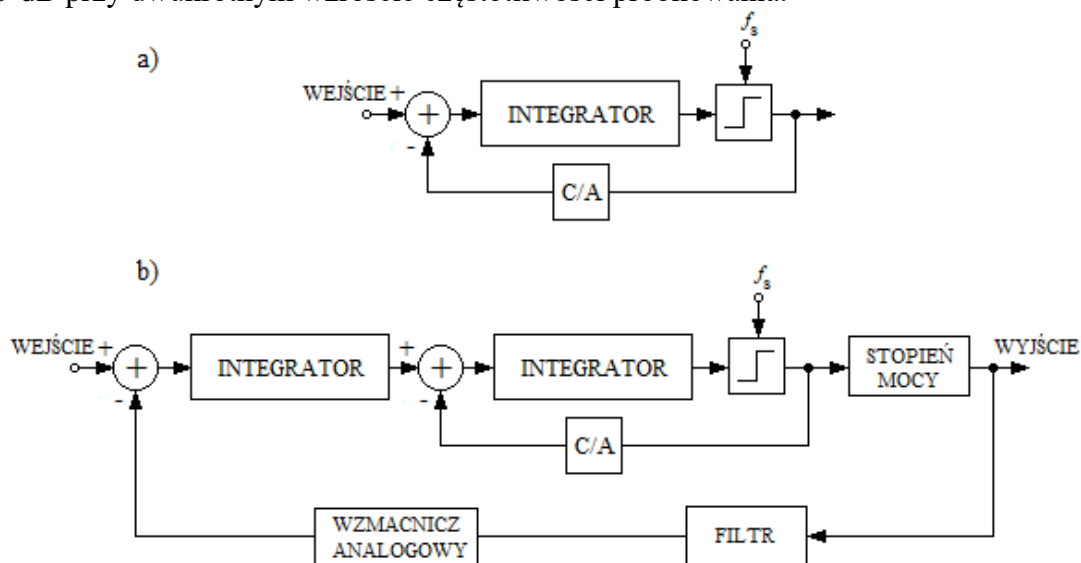 dB przy dwukrotnym wzroście częstotliwości próbkowania.
a)
fs
WEJŚCIE +
+
INTEGRATOR
-
C/A
b)
fs
WEJŚCIE +
+
INTEGRATOR
+
+
INTEGRATOR
STOPIEŃ
MOCY
WYJŚCIE
-
-
C/A
WZMACNICZ
ANALOGOWY
FILTR